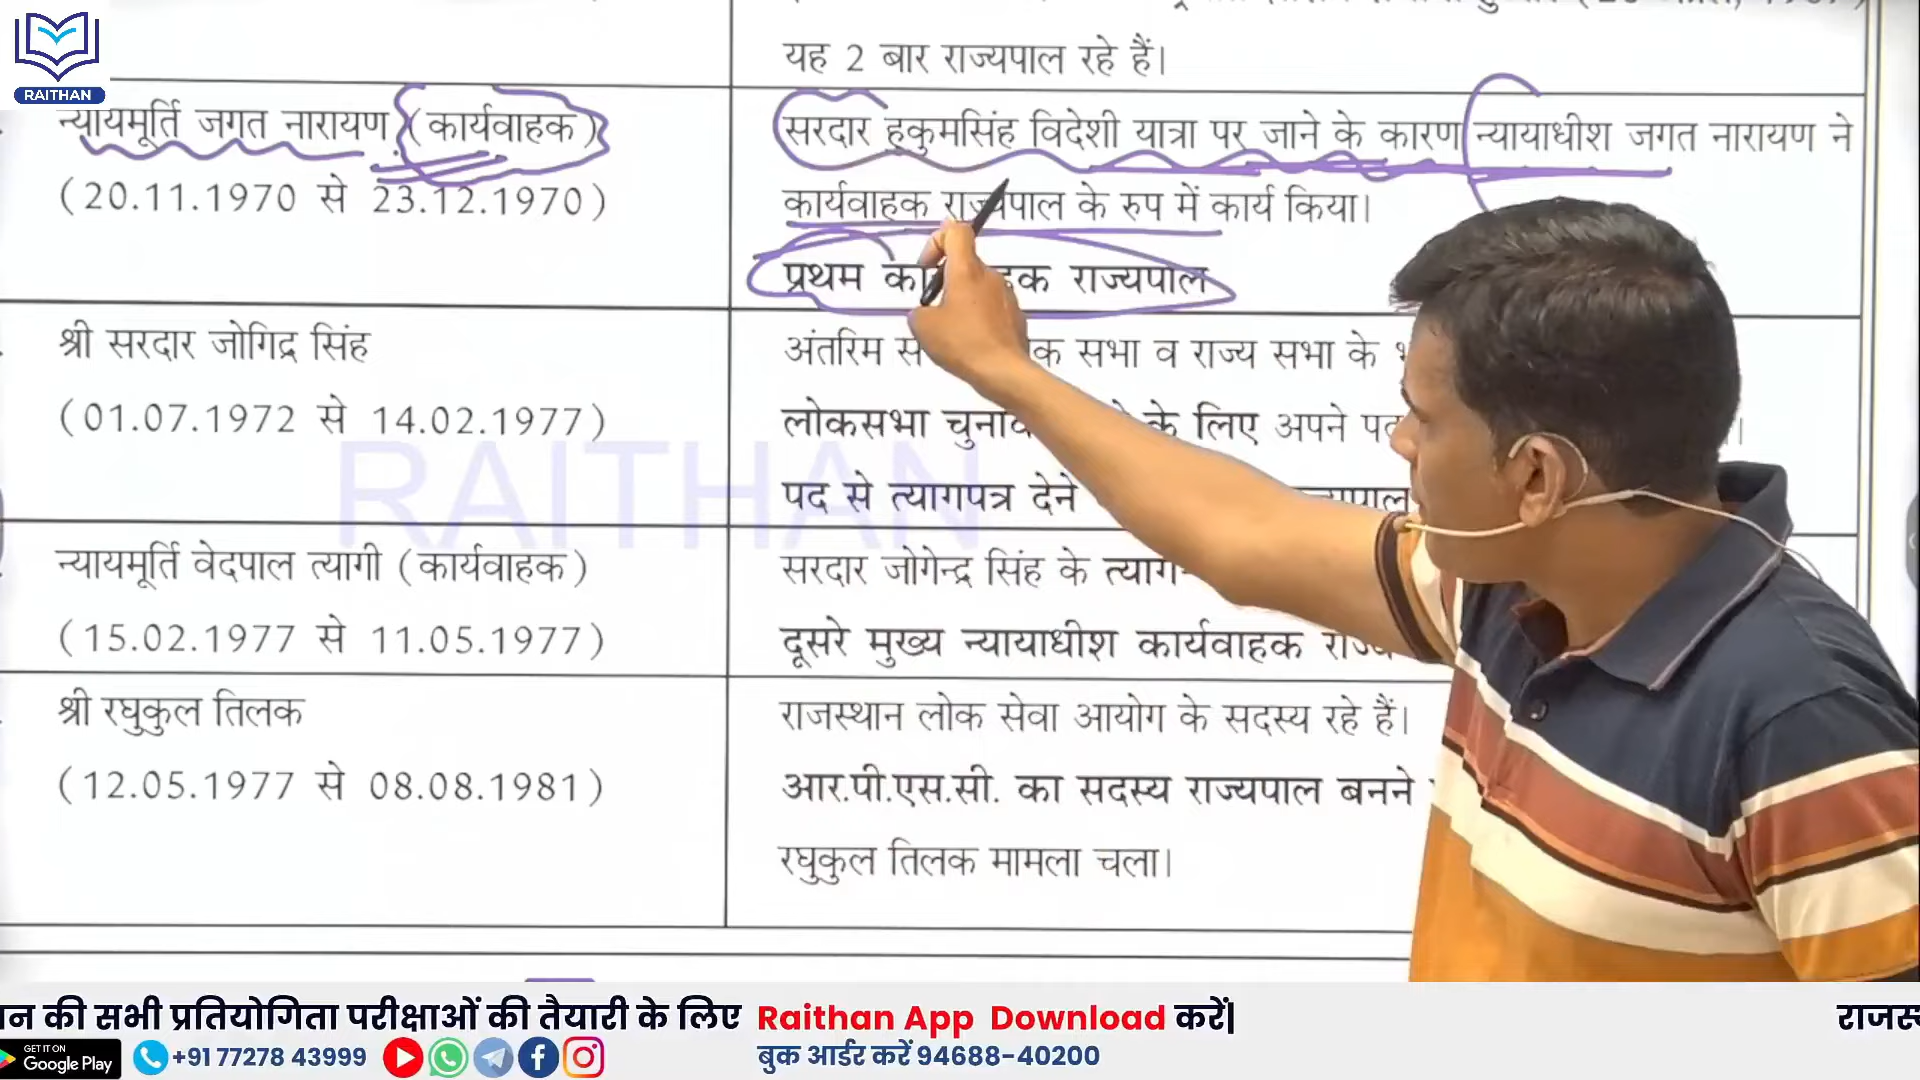 RAITHAN
यह 2 बार राज्यपाल रहे हैं।
न्यायमूर्ति जगत नारायण (कार्यवाहक)
(20.11.1970 से 23.12.1970)
सरदार हुकुमसिंह विदेशी यात्रा पर जाने के कारण न्यायाधीश जगत नारायण ने
कार्यवाहक राज्यपाल के रुप में कार्य किया।
प्रथम राज्यपाल
श्री सरदार जोगिद्र सिंह
(01.07.1972 से 14.02.1977)
अंतरिम सभा व राज्य सभा के
लोकसभा चुनाव के लिए अपने
पद से त्यागपत्र देने
न्यायमूर्ति वेदपाल त्यागी (कार्यवाहक)
(15.02.1977 से 11.05.1977)
सरदार जोगेन्द्र सिंह के
दूसरे मुख्य न्यायाधीश कार्यवाहक
श्री रघुकुल तिलक
(12.05.1977 से 08.08.1981)
राजस्थान लोक सेवा आयोग के सदस्य रहे हैं।
आर.पी.एस.सी. का सदस्य राज्यपाल बनने
रघुकुल तिलक मामला चला।
RAITHAN
की सभी प्रतियोगिता परीक्षाओं की तैयारी के लिए Raithan App Download करें|
GET IT ON
Google Play
+91 77278 43999
बुक आर्डर करें 94688-40200